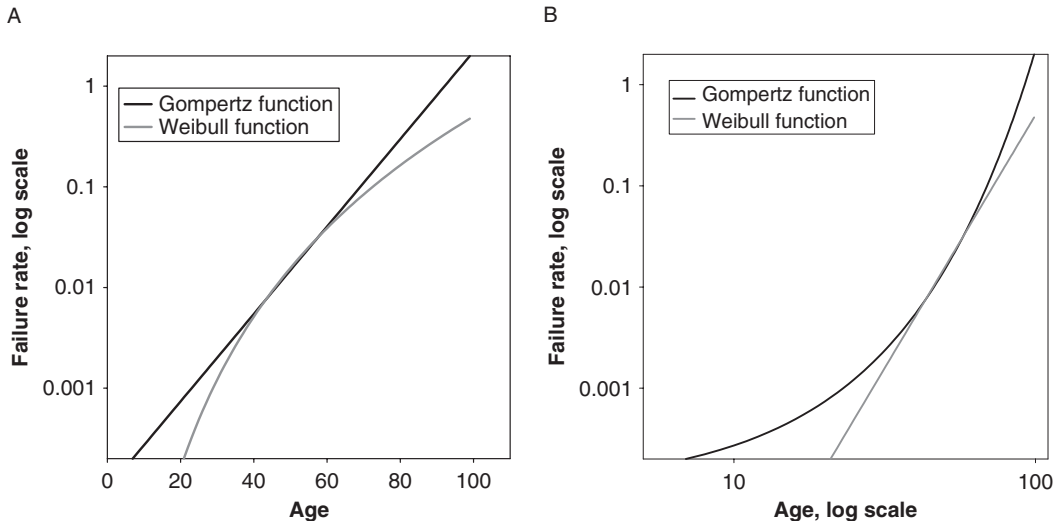 A
Gompertz function
Weibull function
1
0.1
0.01
0.001
Failure rate, log scale
0 20 40 60 80 100
Age
B
Gompertz function
Weibull function
1
0.1
0.01
0.001
Failure rate, log scale
10 100
Age, log scale